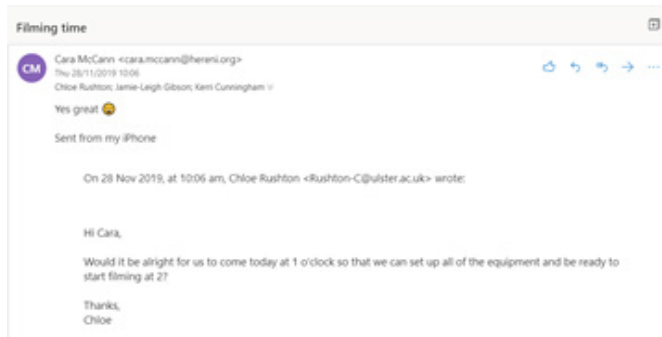 Filming time
CM
Cara McCann <cara.mccann@hereni.org>
Thu 28/11/2019 10:06
Chloe Rushton; Jamie-Leigh Gibson; Kerri Cunningham
Yes great 😀
Sent from my iPhone
On 28 Nov 2019, at 10:06 am, Chloe Rushton <Rushton-C@ulster.ac.uk> wrote:
Hi Cara,
Would it be alright for us to come today at 1 o'clock so that we can set up all of the equipment and be ready to
start filming at 2?
Thanks,
Chloe